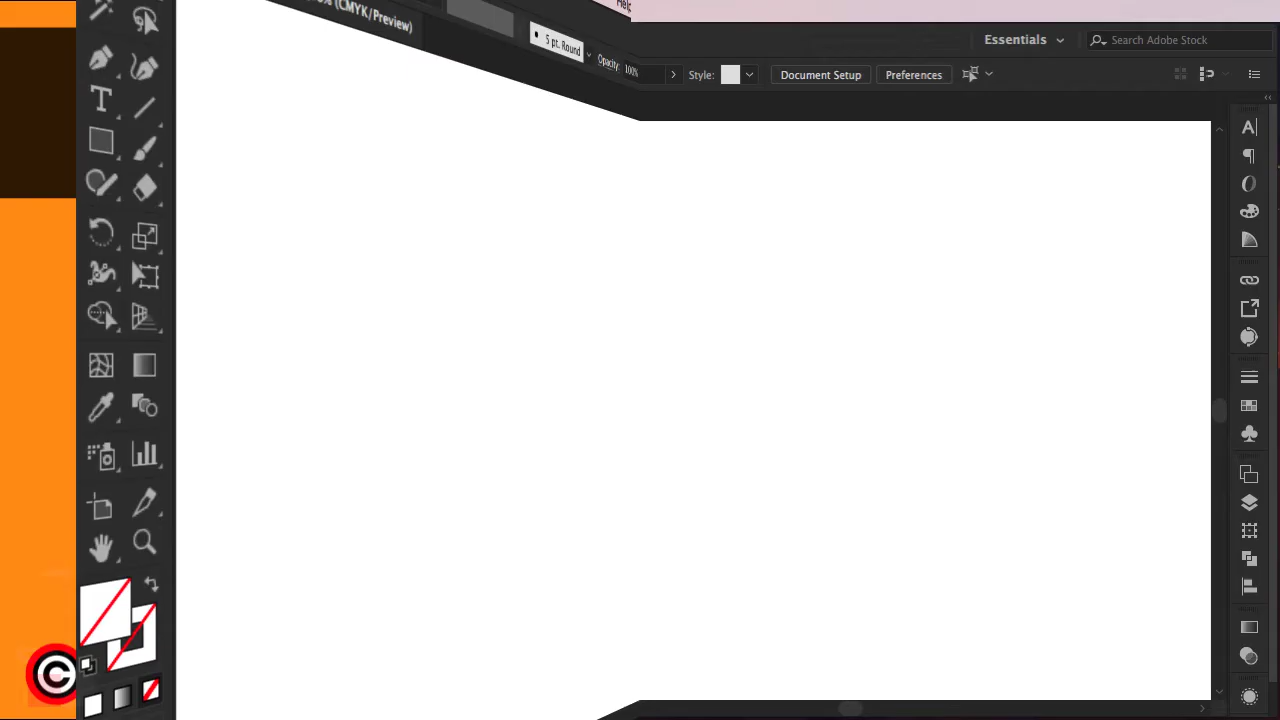 (CMYK/Preview)
5 pt. Round
Opacity: 100%
Essentials
Search Adobe Stock
Style:
Document Setup
Preferences